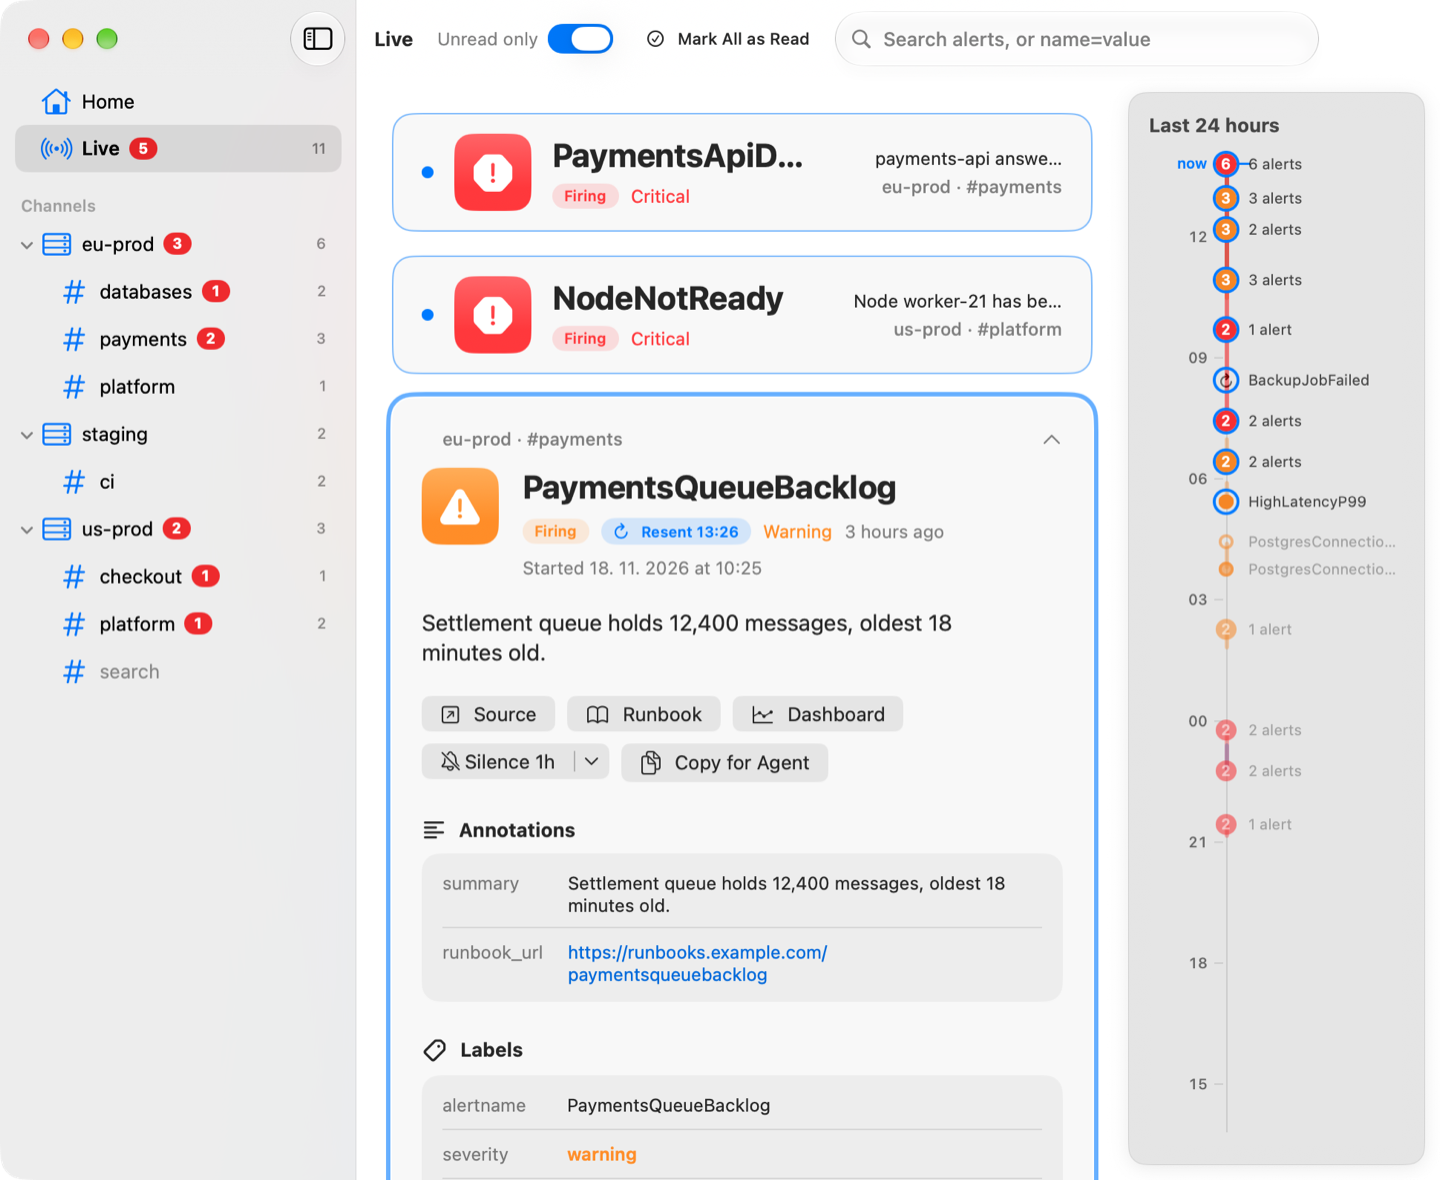 Home
Live 5 11
Channels
eu-prod 3 6
databases 1 2
payments 2 3
platform 1
staging 2
ci 2
us-prod 2 3
checkout 1 1
platform 1 2
search
Live Unread only Mark All as Read Search alerts, or name=value
PaymentsApiD... payments-api answe...
Firing Critical eu-prod · #payments
NodeNotReady Node worker-21 has be...
Firing Critical us-prod · #platform
eu-prod · #payments
PaymentsQueueBacklog
Firing Resent 13:26 Warning 3 hours ago
Started 18. 11. 2026 at 10:25
Settlement queue holds 12,400 messages, oldest 18
minutes old.
Source Runbook Dashboard
Silence 1h Copy for Agent
Annotations
summary Settlement queue holds 12,400 messages, oldest 18
minutes old.
runbook_url https://runbooks.example.com/
paymentsqueuebacklog
Labels
alertname PaymentsQueueBacklog
severity warning
Last 24 hours
now 6 6 alerts
3 3 alerts
12 3 2 alerts
3 3 alerts
2 1 alert
09
BackupJobFailed
2 2 alerts
2 2 alerts
06
HighLatencyP99
PostgresConnectio...
PostgresConnectio...
03
2 1 alert
00
2 2 alerts
2 2 alerts
2 1 alert
21
18
15